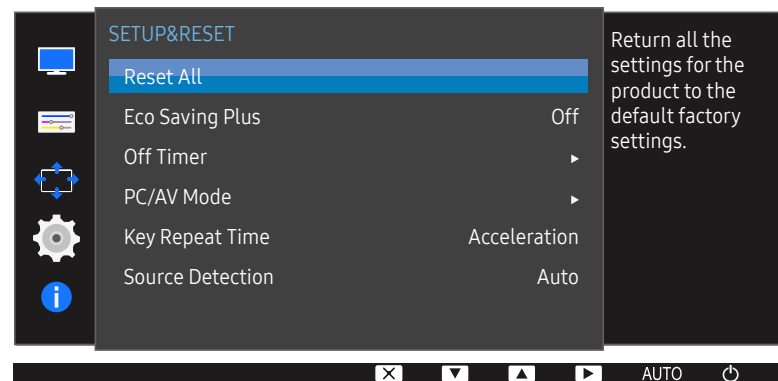 SETUP&RESET
Reset All
Eco Saving Plus Off
Off Timer
PC/AV Mode
Key Repeat Time Acceleration
Source Detection Auto
Return all the
settings for the
product to the
default factory
settings.
AUTO